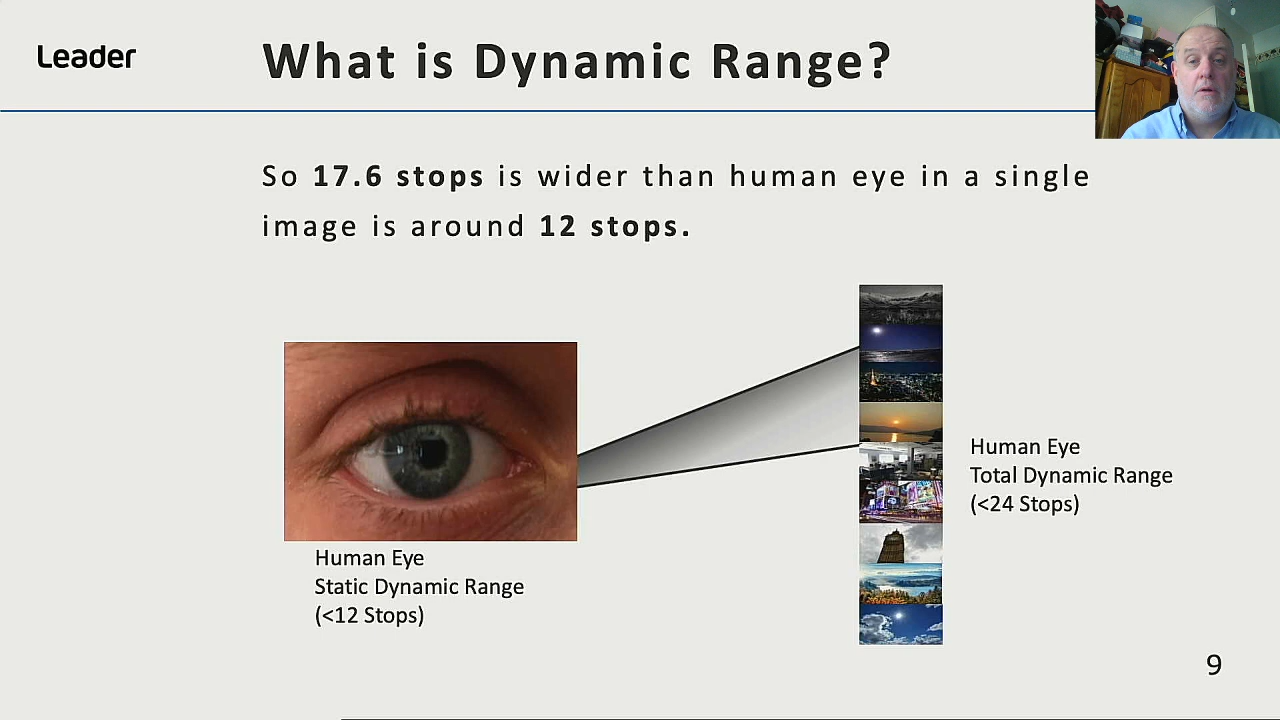 Leader
What is Dynamic Range?
So 17.6 stops is wider than human eye in a single
image is around 12 stops.
Human Eye
Total Dynamic Range
(<24 Stops)
Human Eye
Static Dynamic Range
(<12 Stops)
9